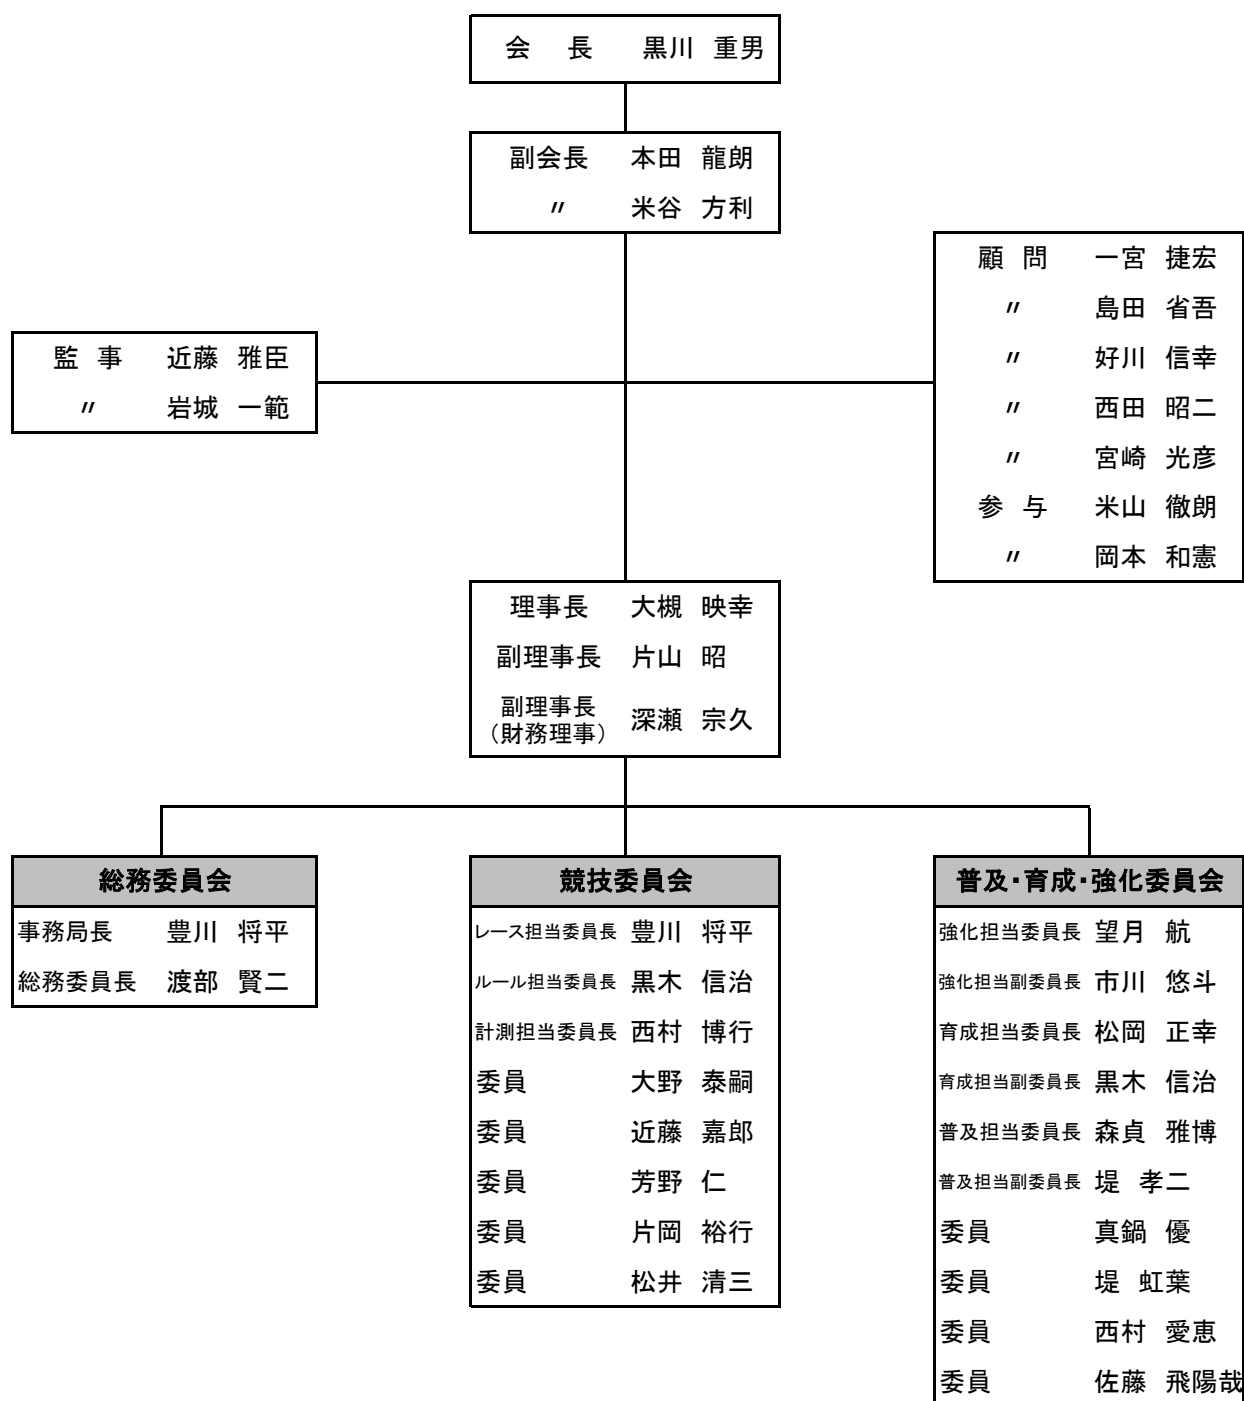 会　長　黒川 重男
副会長　本田 龍朗
〃　米谷 方利
顧 問　一宮 捷宏
〃　島田 省吾
〃　好川 信幸
〃　西田 昭二
〃　宮崎 光彦
参 与　米山 徹朗
〃　岡本 和憲
監 事　近藤 雅臣
〃　岩城 一範
理事長　大槻 映幸
副理事長　片山 昭
副理事長
（財務理事）　深瀬 宗久
総務委員会
事務局長　豊川 将平
総務委員長　渡部 賢二
競技委員会
レース担当委員長　豊川 将平
ルール担当委員長　黒木 信治
計測担当委員長　西村 博行
委員　大野 泰嗣
委員　近藤 嘉郎
委員　芳野 仁
委員　片岡 裕行
委員　松井 清三
普及・育成・強化委員会
強化担当委員長　望月 航
強化担当副委員長　市川 悠斗
育成担当委員長　松岡 正幸
育成担当副委員長　黒木 信治
普及担当委員長　森貞 雅博
普及担当副委員長　堤 孝二
委員　真鍋 優
委員　堤 虹葉
委員　西村 愛恵
委員　佐藤 飛陽哉